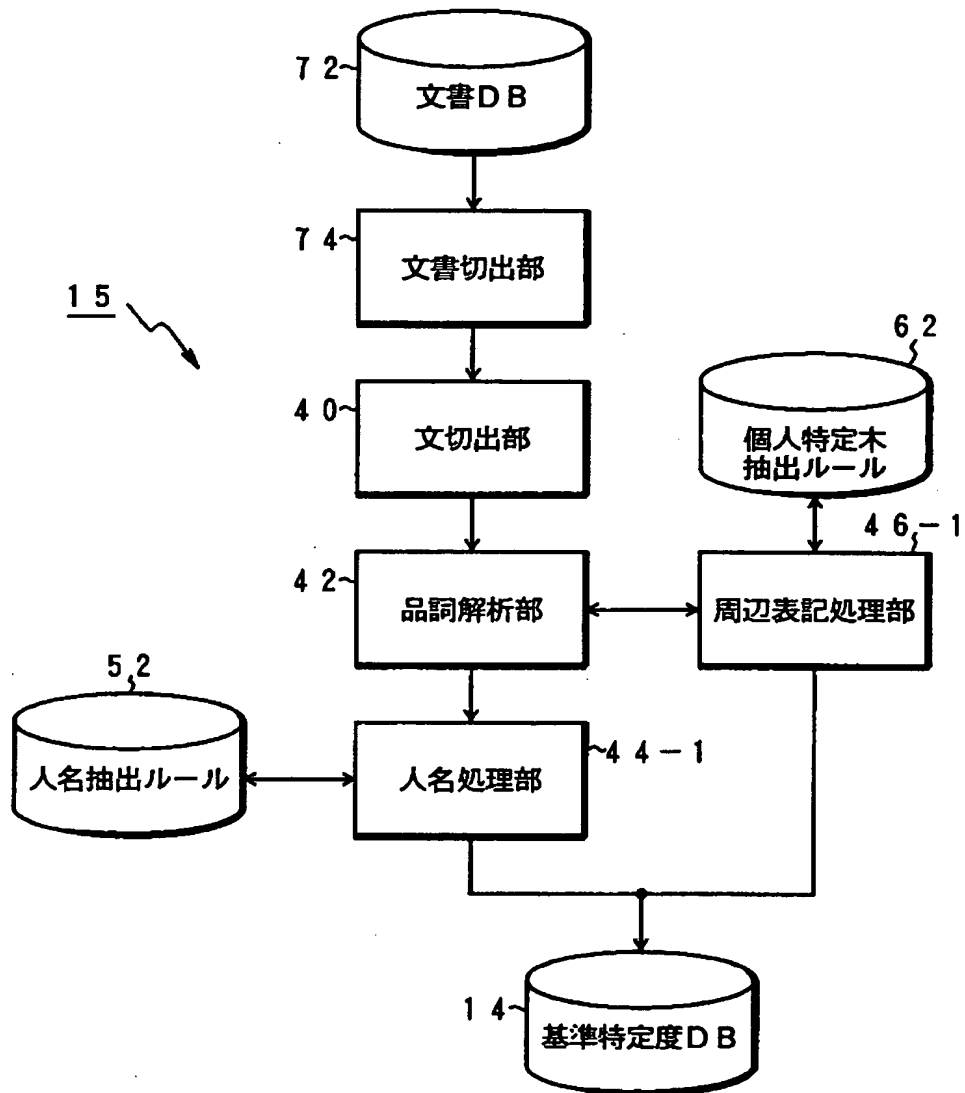 ７２
文書ＤＢ
７４
文書切出部
１５
６２
４０
文切出部
個人特定木
抽出ルール
４６-１
４２
品詞解析部
周辺表記処理部
５２
４４-１
人名抽出ルール
人名処理部
１４
基準特定度ＤＢ